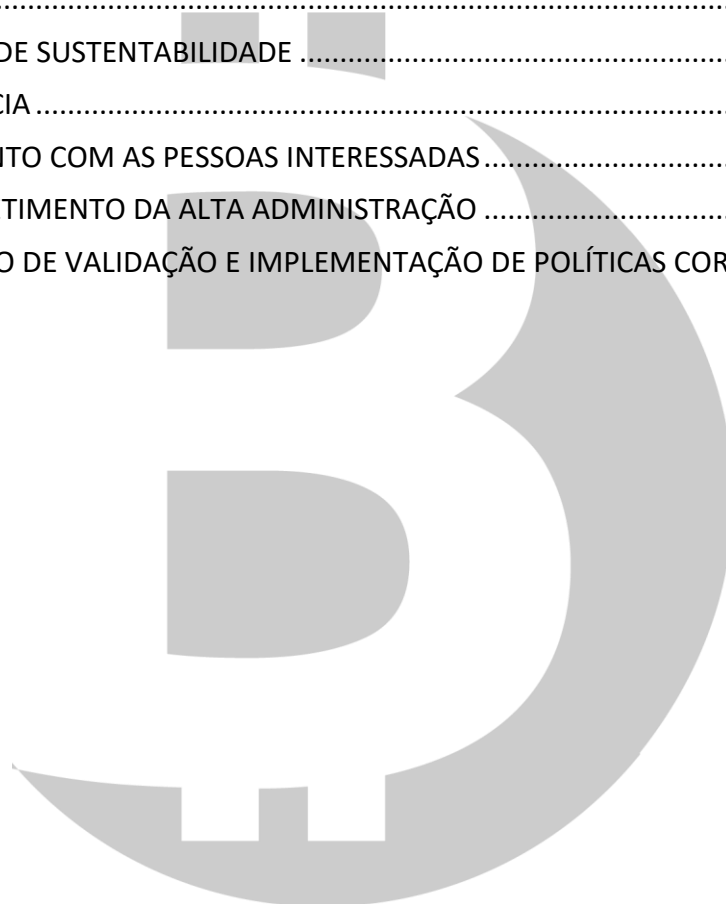 ........................................................................................................
DE SUSTENTABILIDADE ............................................................
CIA ....................................................................................................
NTO COM AS PESSOAS INTERESSADAS ...................................
TIMENTO DA ALTA ADMINISTRAÇÃO ...................................
O DE VALIDAÇÃO E IMPLEMENTAÇÃO DE POLÍTICAS COR